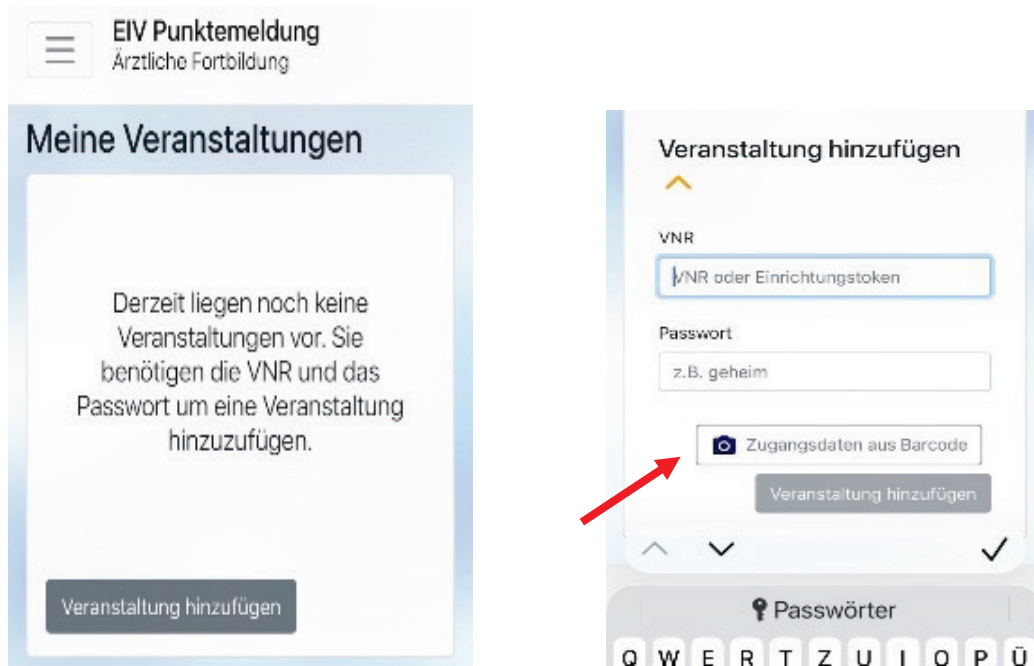 EIV Punktemeldung
Ärztliche Fortbildung
Meine Veranstaltungen
Derzeit liegen noch keine
Veranstaltungen vor. Sie
benötigen die VNR und das
Passwort um eine Veranstaltung
hinzuzufügen.
Veranstaltung hinzufügen
Veranstaltung hinzufügen
VNR
VNR oder Einrichtungstoken
Passwort
z.B. geheim
Zugangsdaten aus Barcode
Veranstaltung hinzufügen
Passwörter
Q W E R T Z U I O P Ü